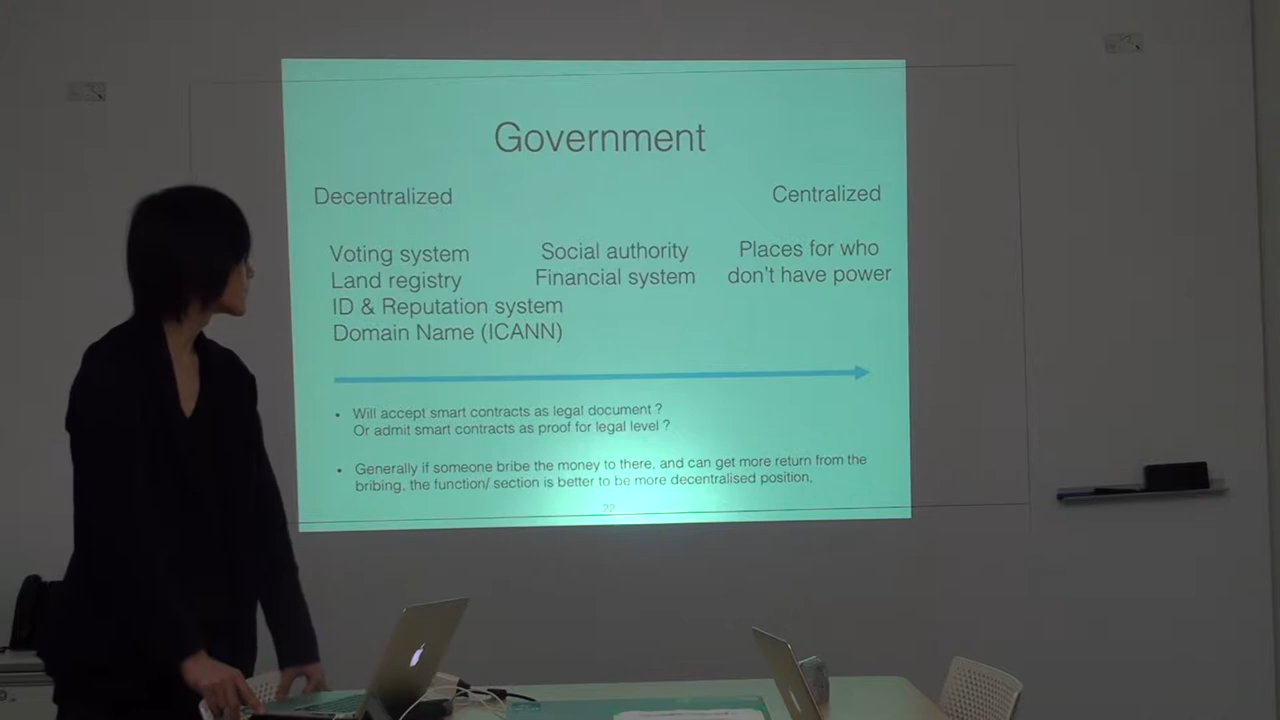 Government
Decentralized
Centralized
Voting system
Land registry
ID & Reputation system
Domain Name (ICANN)
Social authority
Financial system
Places for who
don't have power
• Will accept smart contracts as legal document ?
Or admit smart contracts as proof for legal level ?
• Generally if someone bribe the money to there, and can get more return from the
bribing, the function/ section is better to be more decentralised position,
22